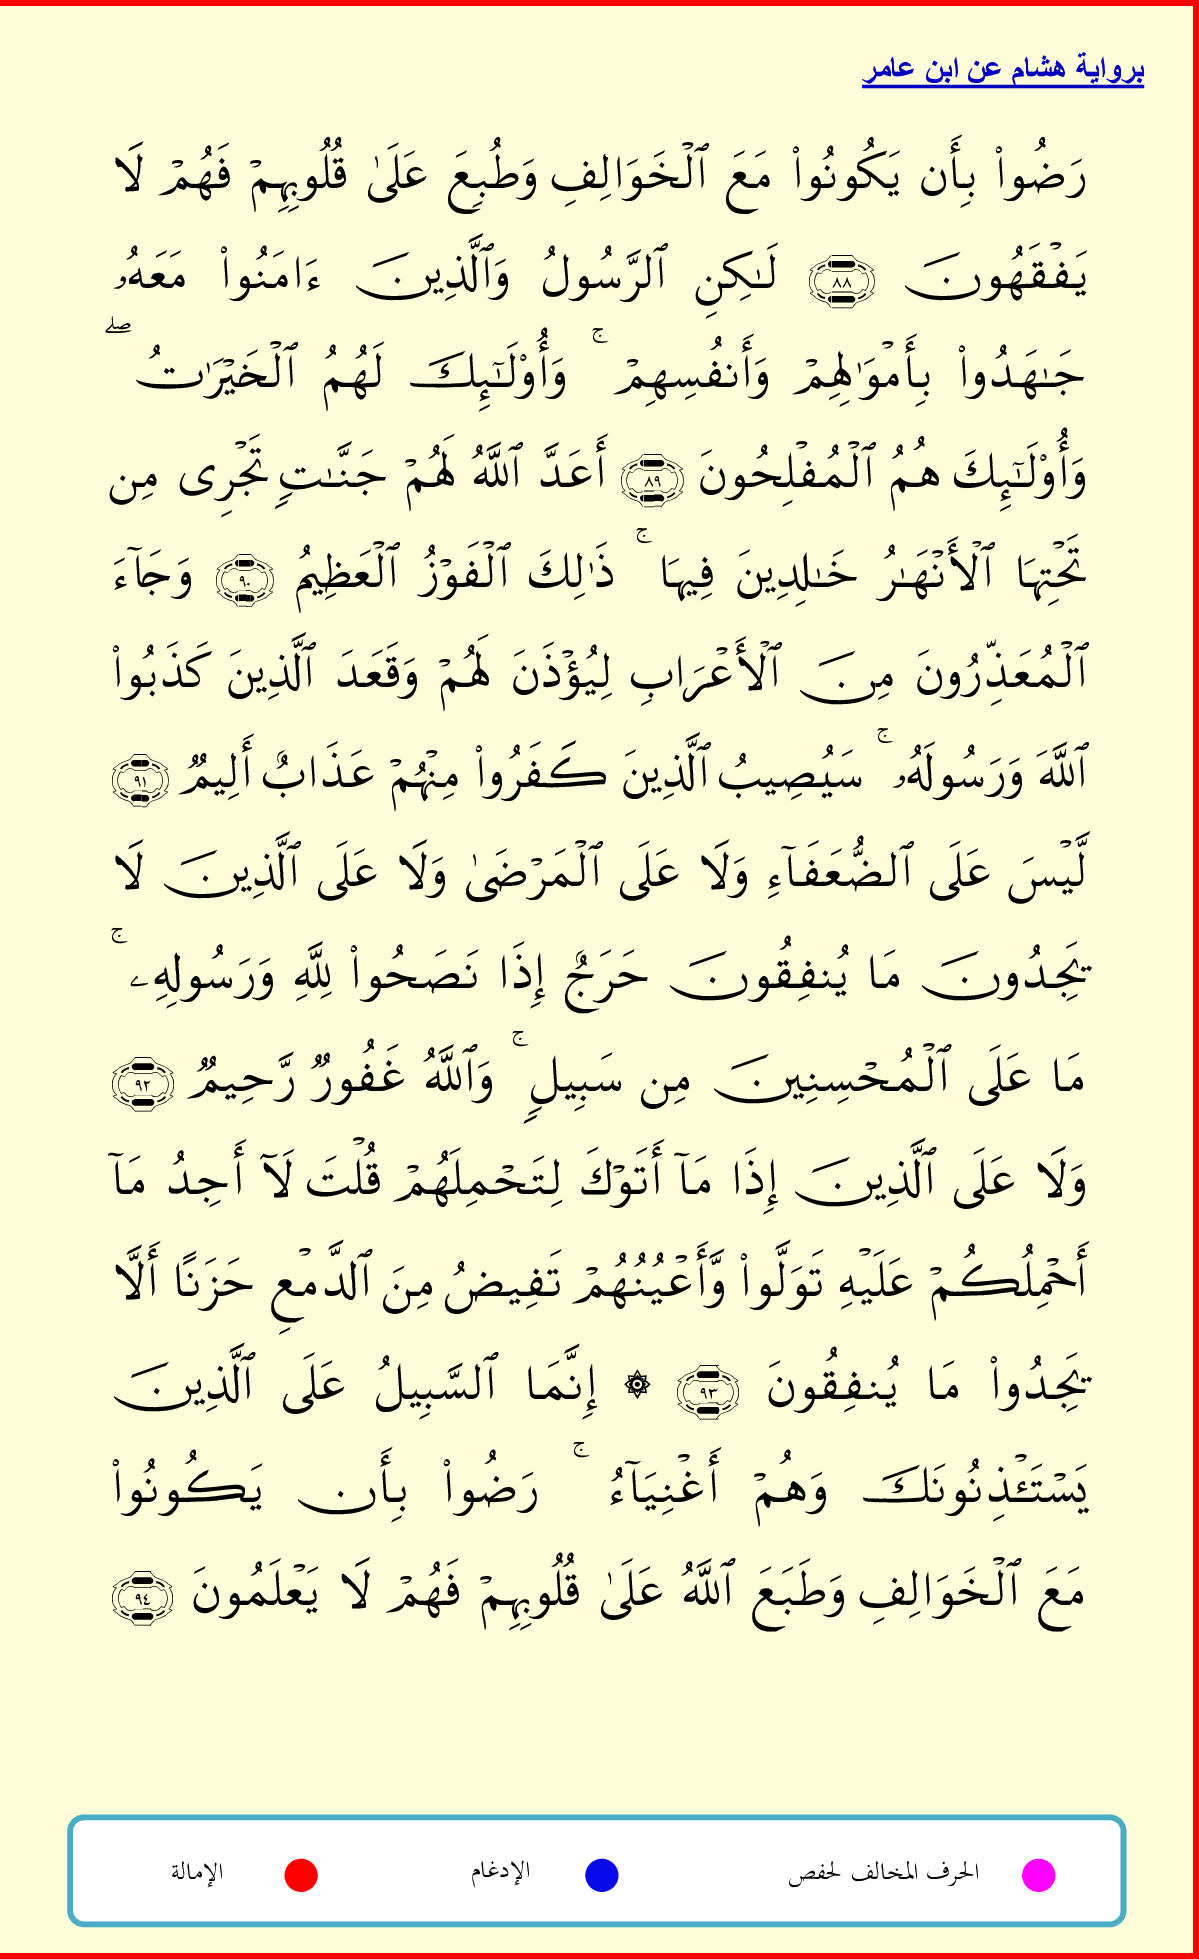 برواية هشام عن ابن عامر
رَضُوا۟ بِأَن يَكُونُوا۟ مَعَ ٱلْخَوَالِفِ وَطُبِعَ عَلَىٰ قُلُوبِهِمْ فَهُمْ لَا
يَفْقَهُونَ ٨٨ لَـٰكِنِ ٱلرَّسُولُ وَٱلَّذِينَ ءَامَنُوا۟ مَعَهُۥ
جَـٰهَدُوا۟ بِأَمْوَٰلِهِمْ وَأَنفُسِهِمْ ۚ وَأُو۟لَـٰٓئِكَ لَهُمُ ٱلْخَيْرَٰتُ ۖ
وَأُو۟لَـٰٓئِكَ هُمُ ٱلْمُفْلِحُونَ ٨٩ أَعَدَّ ٱللَّهُ لَهُمْ جَنَّـٰتٍ تَجْرِى مِن
تَحْتِهَا ٱلْأَنْهَـٰرُ خَـٰلِدِينَ فِيهَا ۚ ذَٰلِكَ ٱلْفَوْزُ ٱلْعَظِيمُ ٩٠ وَجَآءَ
ٱلْمُعَذِّرُونَ مِنَ ٱلْأَعْرَابِ لِيُؤْذَنَ لَهُمْ وَقَعَدَ ٱلَّذِينَ كَذَبُوا۟
ٱللَّهَ وَرَسُولَهُۥ ۚ سَيُصِيبُ ٱلَّذِينَ كَفَرُوا۟ مِنْهُمْ عَذَابٌ أَلِيمٌ ٩١
لَّيْسَ عَلَى ٱلضُّعَفَآءِ وَلَا عَلَى ٱلْمَرْضَىٰ وَلَا عَلَى ٱلَّذِينَ لَا
يَجِدُونَ مَا يُنفِقُونَ حَرَجٌ إِذَا نَصَحُوا۟ لِلَّهِ وَرَسُولِهِۦ ۚ
مَا عَلَى ٱلْمُحْسِنِينَ مِن سَبِيلٍ ۚ وَٱللَّهُ غَفُورٌ رَّحِيمٌ ٩٢
وَلَا عَلَى ٱلَّذِينَ إِذَا مَآ أَتَوْكَ لِتَحْمِلَهُمْ قُلْتَ لَآ أَجِدُ مَآ
أَحْمِلُكُمْ عَلَيْهِ تَوَلَّوا۟ وَّأَعْيُنُهُمْ تَفِيضُ مِنَ ٱلدَّمْعِ حَزَنًا أَلَّا
يَجِدُوا۟ مَا يُنفِقُونَ ٩٣ ۞ إِنَّمَا ٱلسَّبِيلُ عَلَى ٱلَّذِينَ
يَسْتَـْٔذِنُونَكَ وَهُمْ أَغْنِيَآءُ ۚ رَضُوا۟ بِأَن يَكُونُوا۟
مَعَ ٱلْخَوَالِفِ وَطَبَعَ ٱللَّهُ عَلَىٰ قُلُوبِهِمْ فَهُمْ لَا يَعْلَمُونَ ٩٤
الحرف المخالف لحفص الإدغام الإمالة